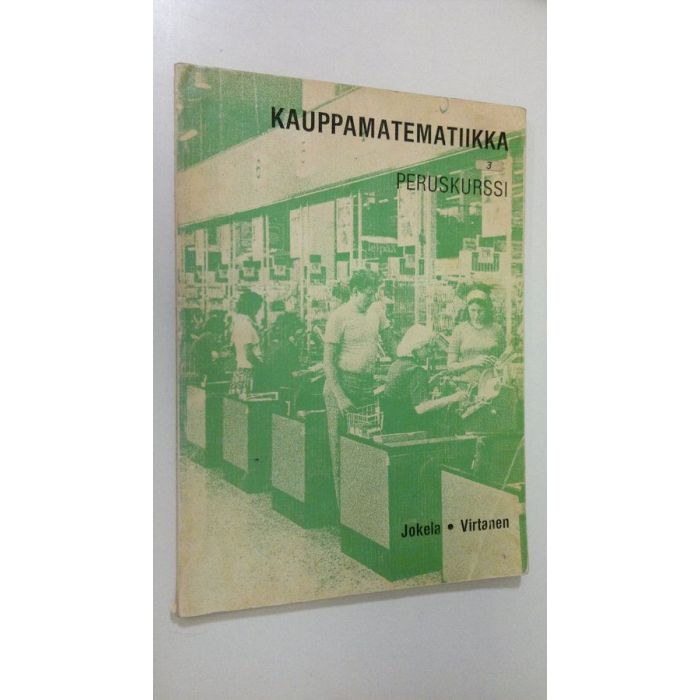 KAUPPAMATEMATIIKKA
3
PERUSKURSSI
Jokela • Virtanen